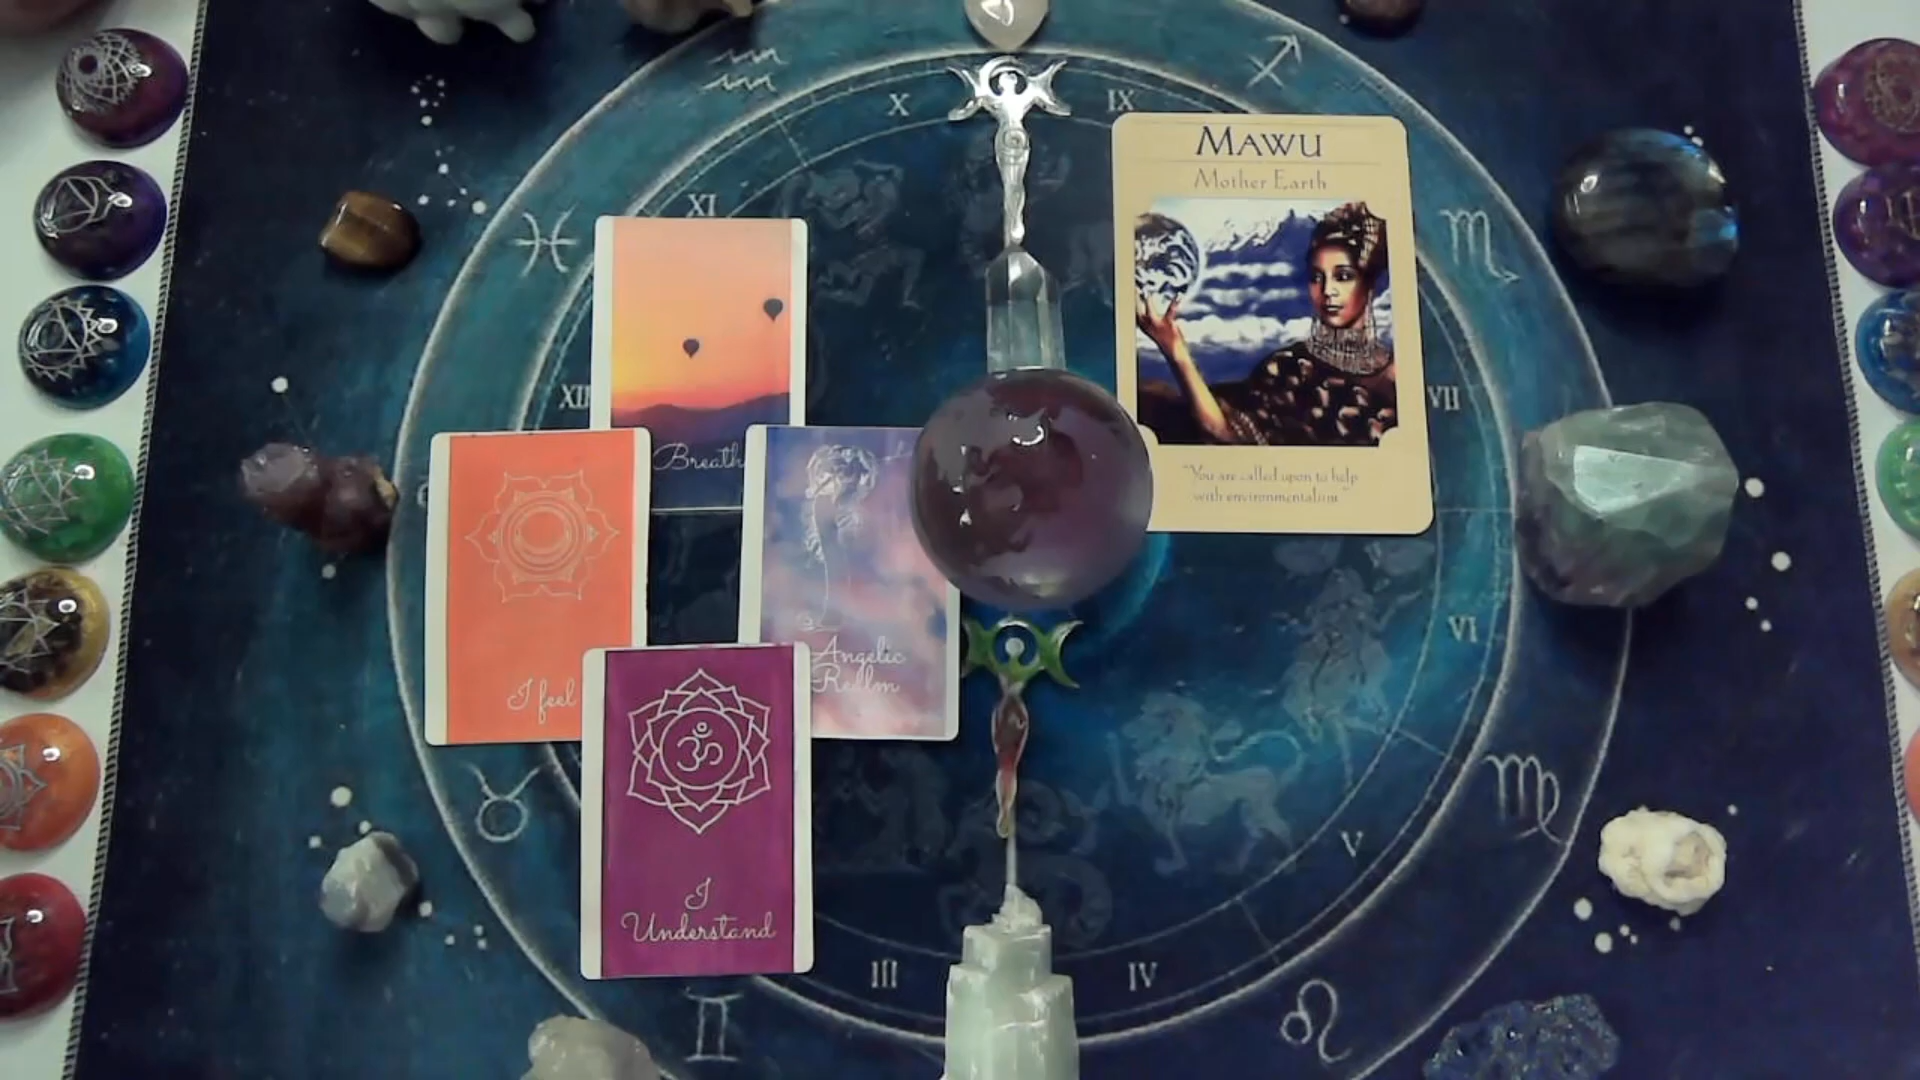 X
IX
MAWU
Mother Earth
XI
XII
VII
Breath
"You are called upon to help
with environmentalism"
VI
Angelic
Realm
I feel
V
ॐ
I
Understand
III
IV